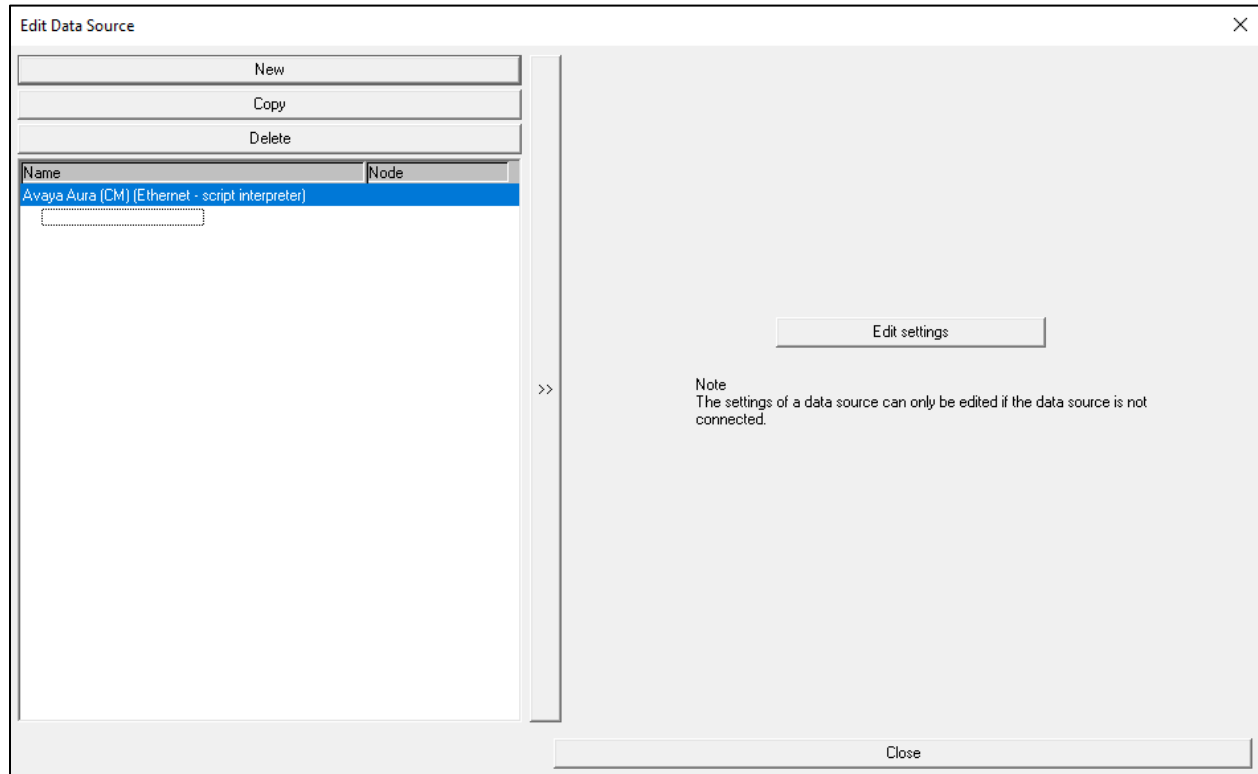 Edit Data Source
New
Copy
Delete
Name Node
Avaya Aura (CM) (Ethernet - script interpreter)
>>
Edit settings
Note
The settings of a data source can only be edited if the data source is not
connected.
Close